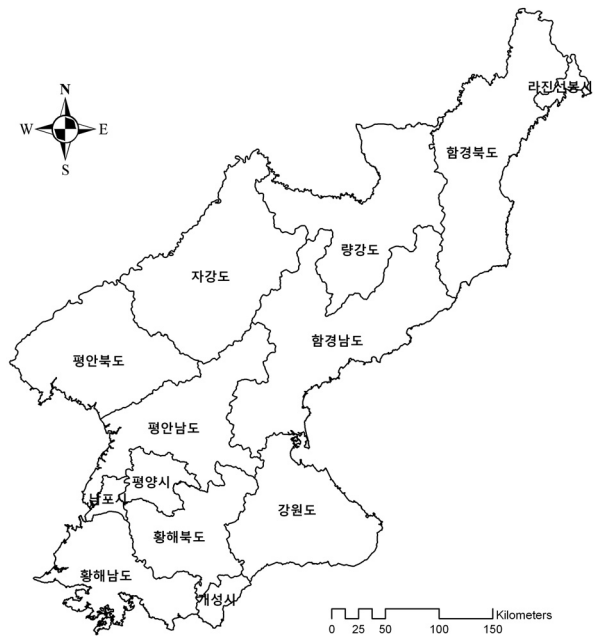 라진선봉시
N
W E
S
함경북도
량강도
자강도
함경남도
평안북도
평안남도
평양시
남포시
강원도
황해북도
황해남도
개성시
Kilometers
0 25 50 100 150